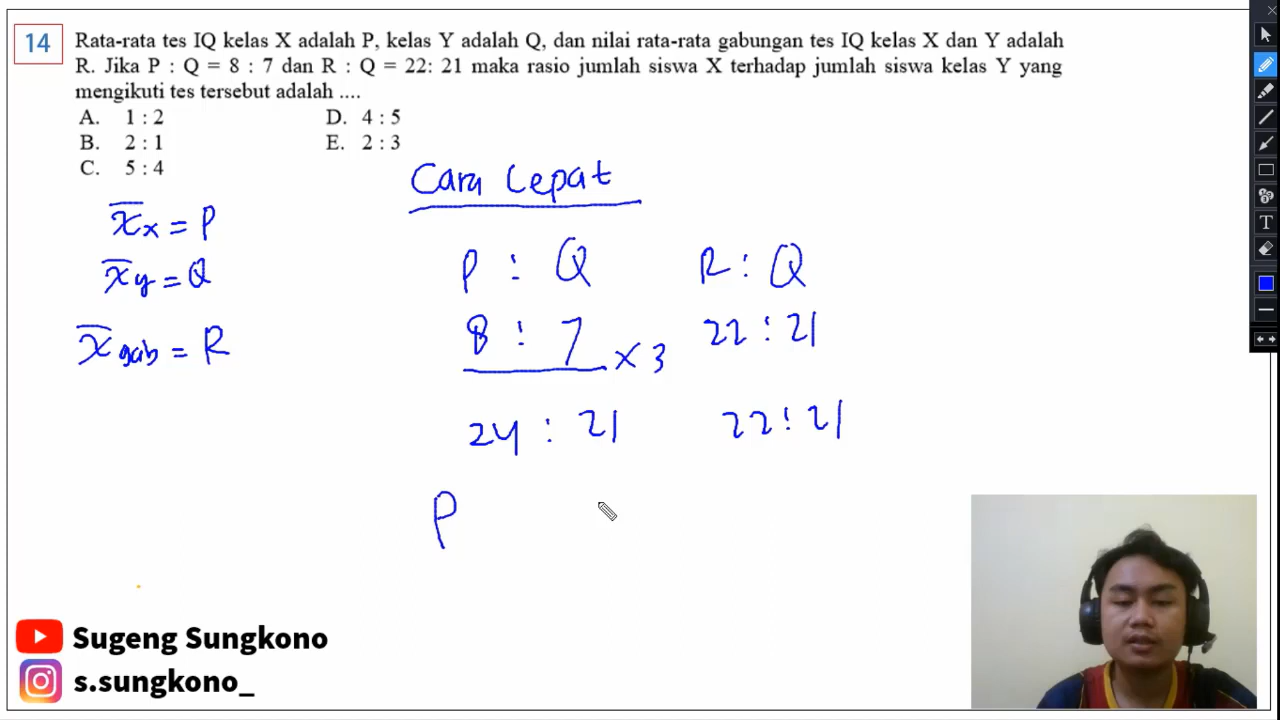 14
Rata-rata tes IQ kelas X adalah P, kelas Y adalah Q, dan nilai rata-rata gabungan tes IQ kelas X dan Y adalah
R. Jika P : Q = 8 : 7 dan R : Q = 22: 21 maka rasio jumlah siswa X terhadap jumlah siswa kelas Y yang
mengikuti tes tersebut adalah ....
A. 1 : 2 D. 4 : 5
B. 2 : 1 E. 2 : 3
C. 5 : 4
Cara Cepat
x̄x = P
x̄y = Q
x̄gab = R
P : Q R : Q
8 : 7 x 3 22 : 21
24 : 21 22 : 21
P
Sugeng Sungkono
s.sungkono_
T